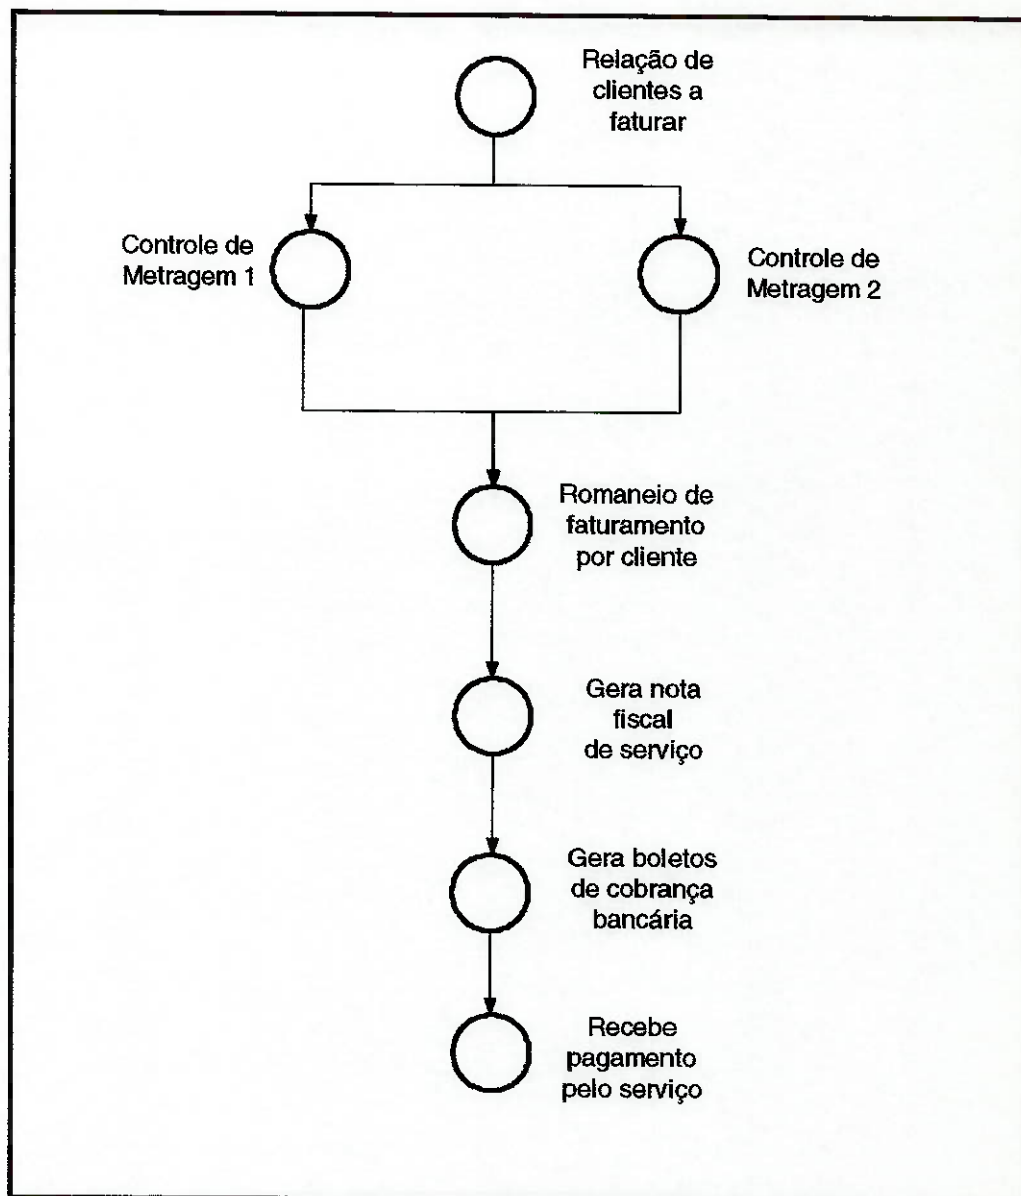 Relação de
clientes a
faturar
Controle de
Metragem 1
Controle de
Metragem 2
Romaneio de
faturamento
por cliente
Gera nota
fiscal
de serviço
Gera boletos
de cobrança
bancária
Recebe
pagamento
pelo serviço